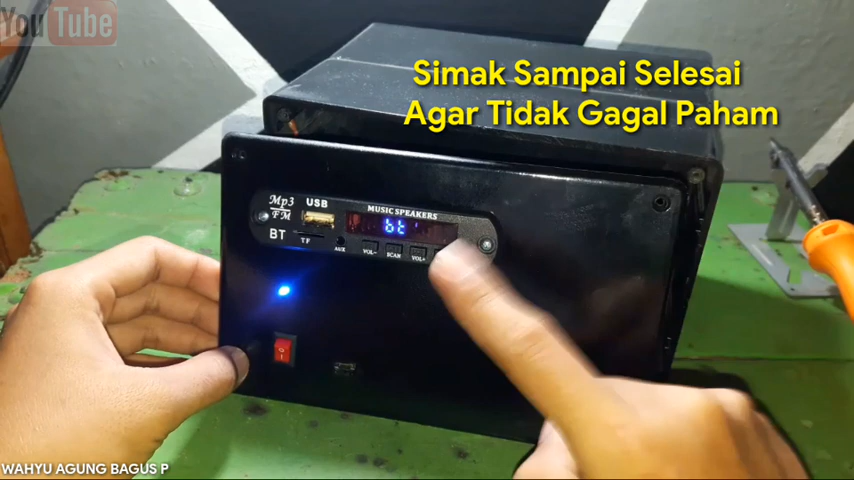 YouTube
Simak Sampai Selesai
Agar Tidak Gagal Paham
Mp3
FM
USB
MUSIC SPEAKERS
bt
BT
TF
AUX
VOL-
SCAN
VOL+
WAHYU AGUNG BAGUS P